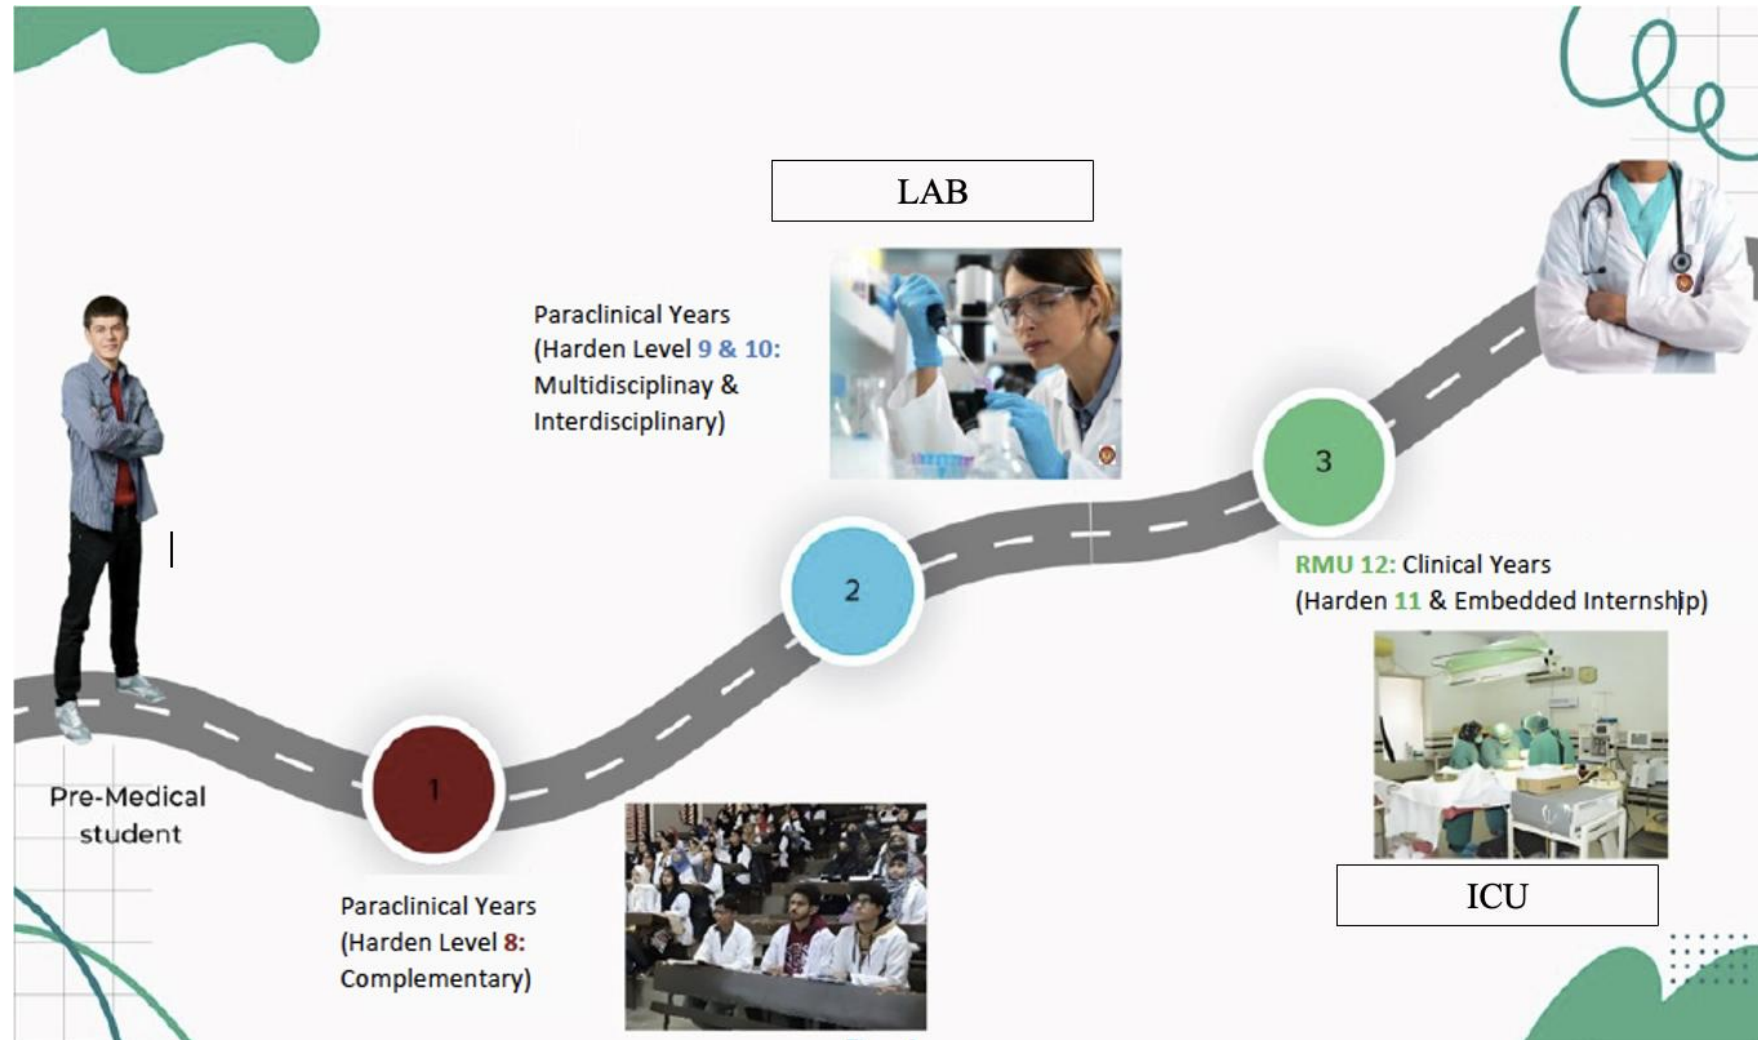 LAB
Paraclinical Years
(Harden Level 9 & 10:
Multidisciplinay &
Interdisciplinary)
3
RMU 12: Clinical Years
(Harden 11 & Embedded Internship)
2
1
Pre-Medical
student
ICU
Paraclinical Years
(Harden Level 8:
Complementary)